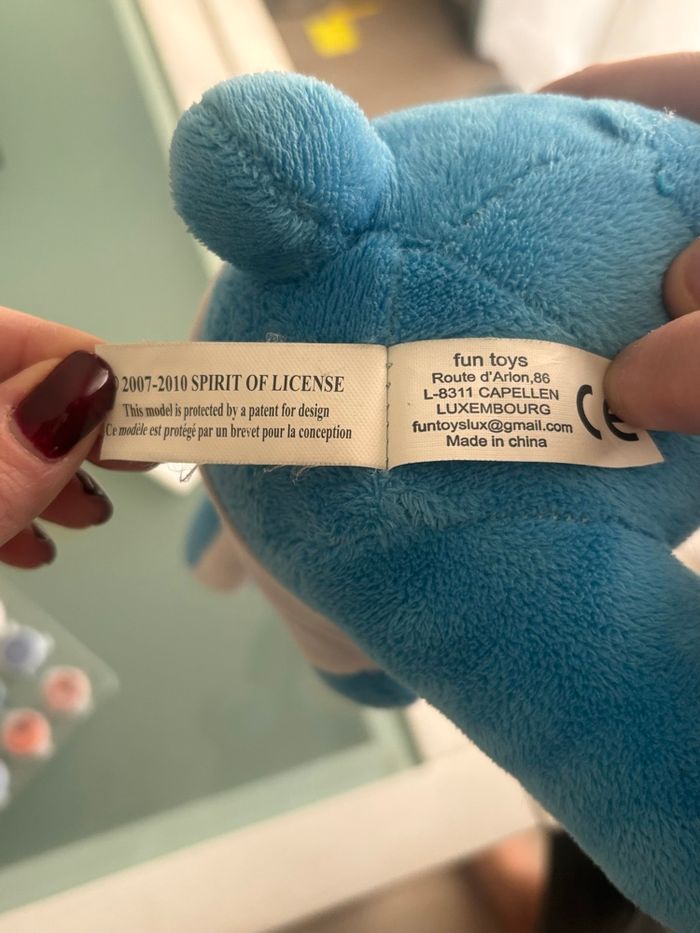 © 2007-2010 SPIRIT OF LICENSE
This model is protected by a patent for design
Ce modèle est protégé par un brevet pour la conception
fun toys
Route d'Arlon,86
L-8311 CAPELLEN
LUXEMBOURG
funtoyslux@gmail.com
Made in china
CE